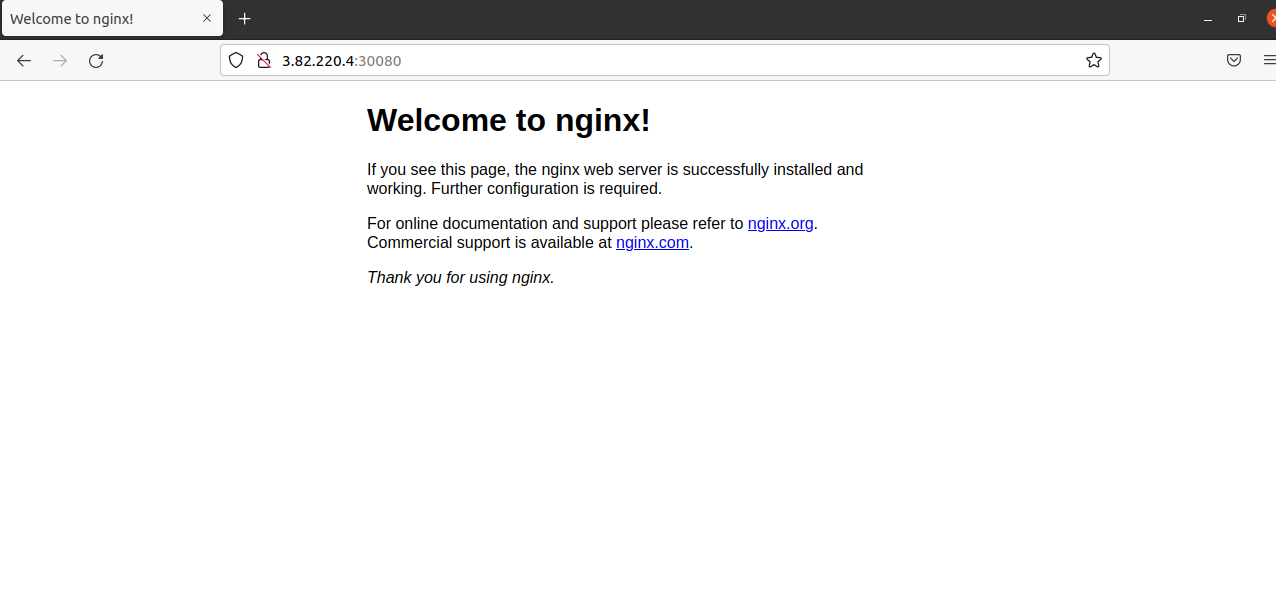 Welcome to nginx!
3.82.220.4:30080
Welcome to nginx!
If you see this page, the nginx web server is successfully installed and
working. Further configuration is required.
For online documentation and support please refer to nginx.org.
Commercial support is available at nginx.com.
Thank you for using nginx.